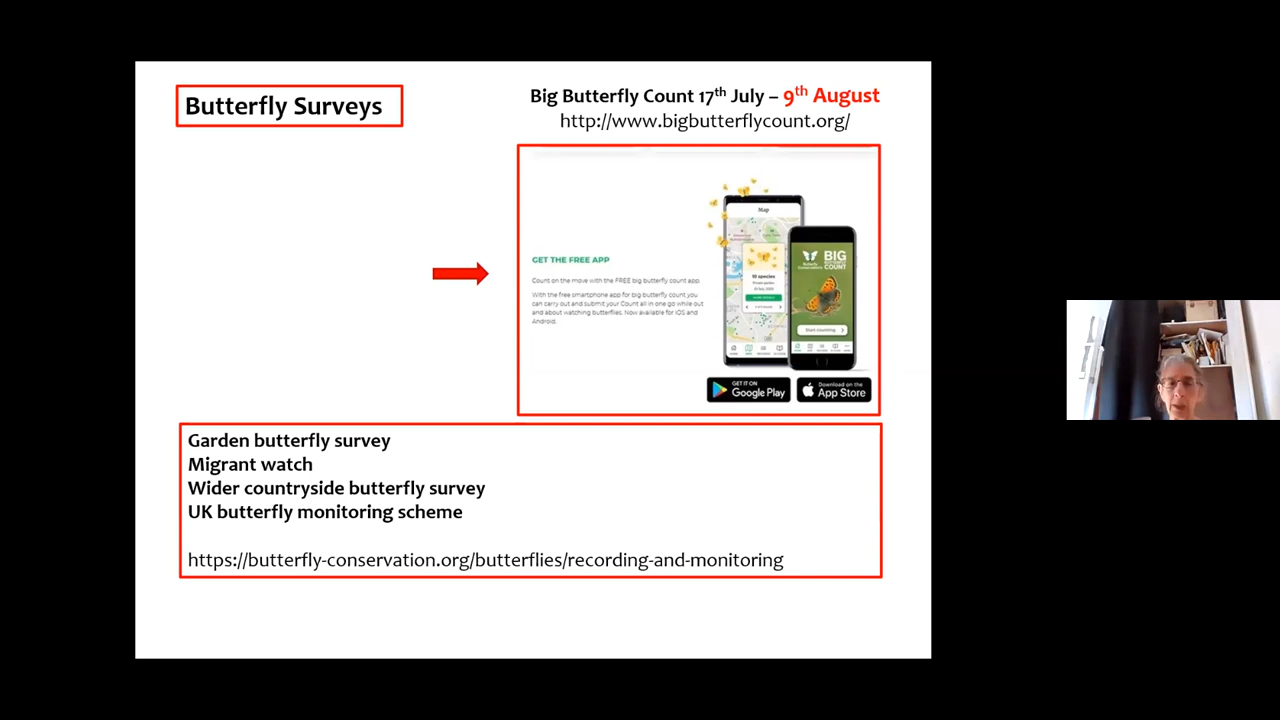 Butterfly Surveys
Big Butterfly Count 17th July – 9th August
http://www.bigbutterflycount.org/
GET THE FREE APP
Count on the move with the FREE big butterfly count app.
With the free smartphone app for big butterfly count you
can carry out and submit your Count all in one go while out
and about watching butterflies. Now available for iOS and
Android.
Map
10 species
BIG
COUNT
Start counting
GET IT ON
Google Play
Download on the
App Store
Garden butterfly survey
Migrant watch
Wider countryside butterfly survey
UK butterfly monitoring scheme
https://butterfly-conservation.org/butterflies/recording-and-monitoring